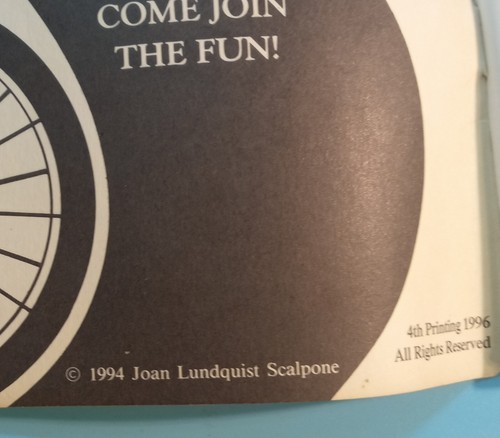 COME JOIN
THE FUN!
4th Printing 1996
All Rights Reserved
© 1994 Joan Lundquist Scalpone